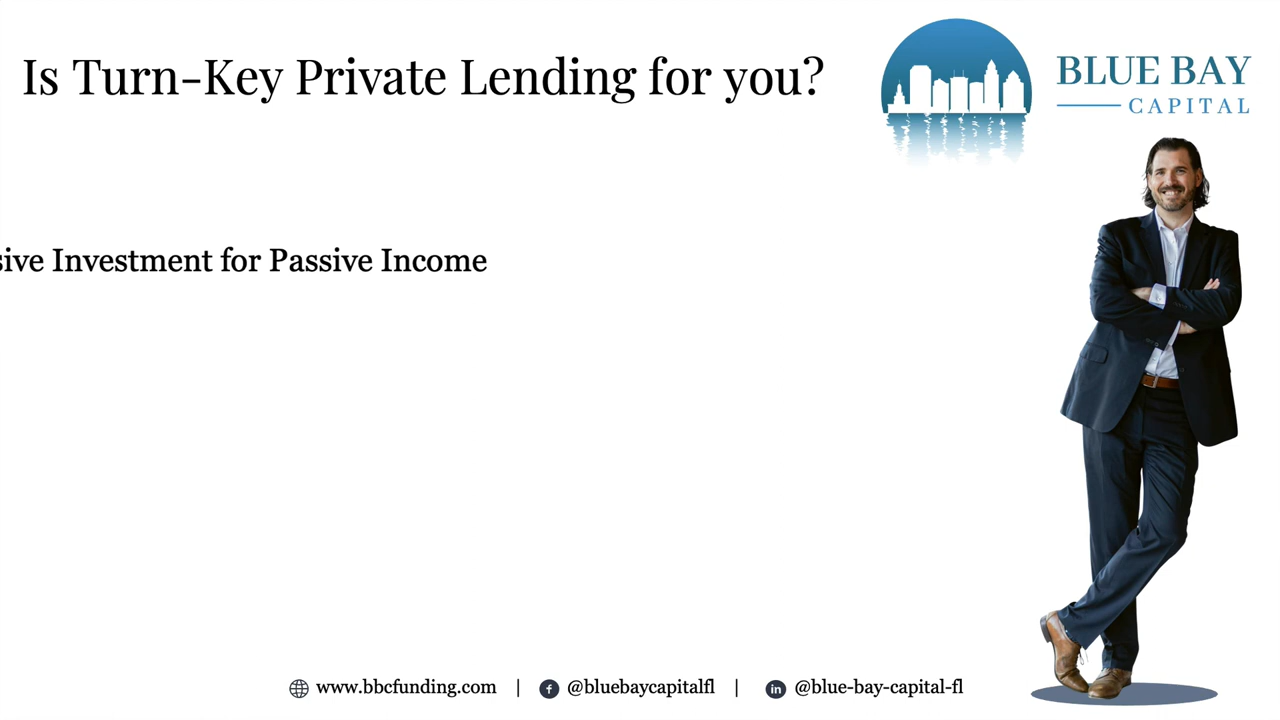 Is Turn-Key Private Lending for you?
BLUE BAY
CAPITAL
sive Investment for Passive Income
www.bbcfunding.com | @bluebaycapitalfl | @blue-bay-capital-fl